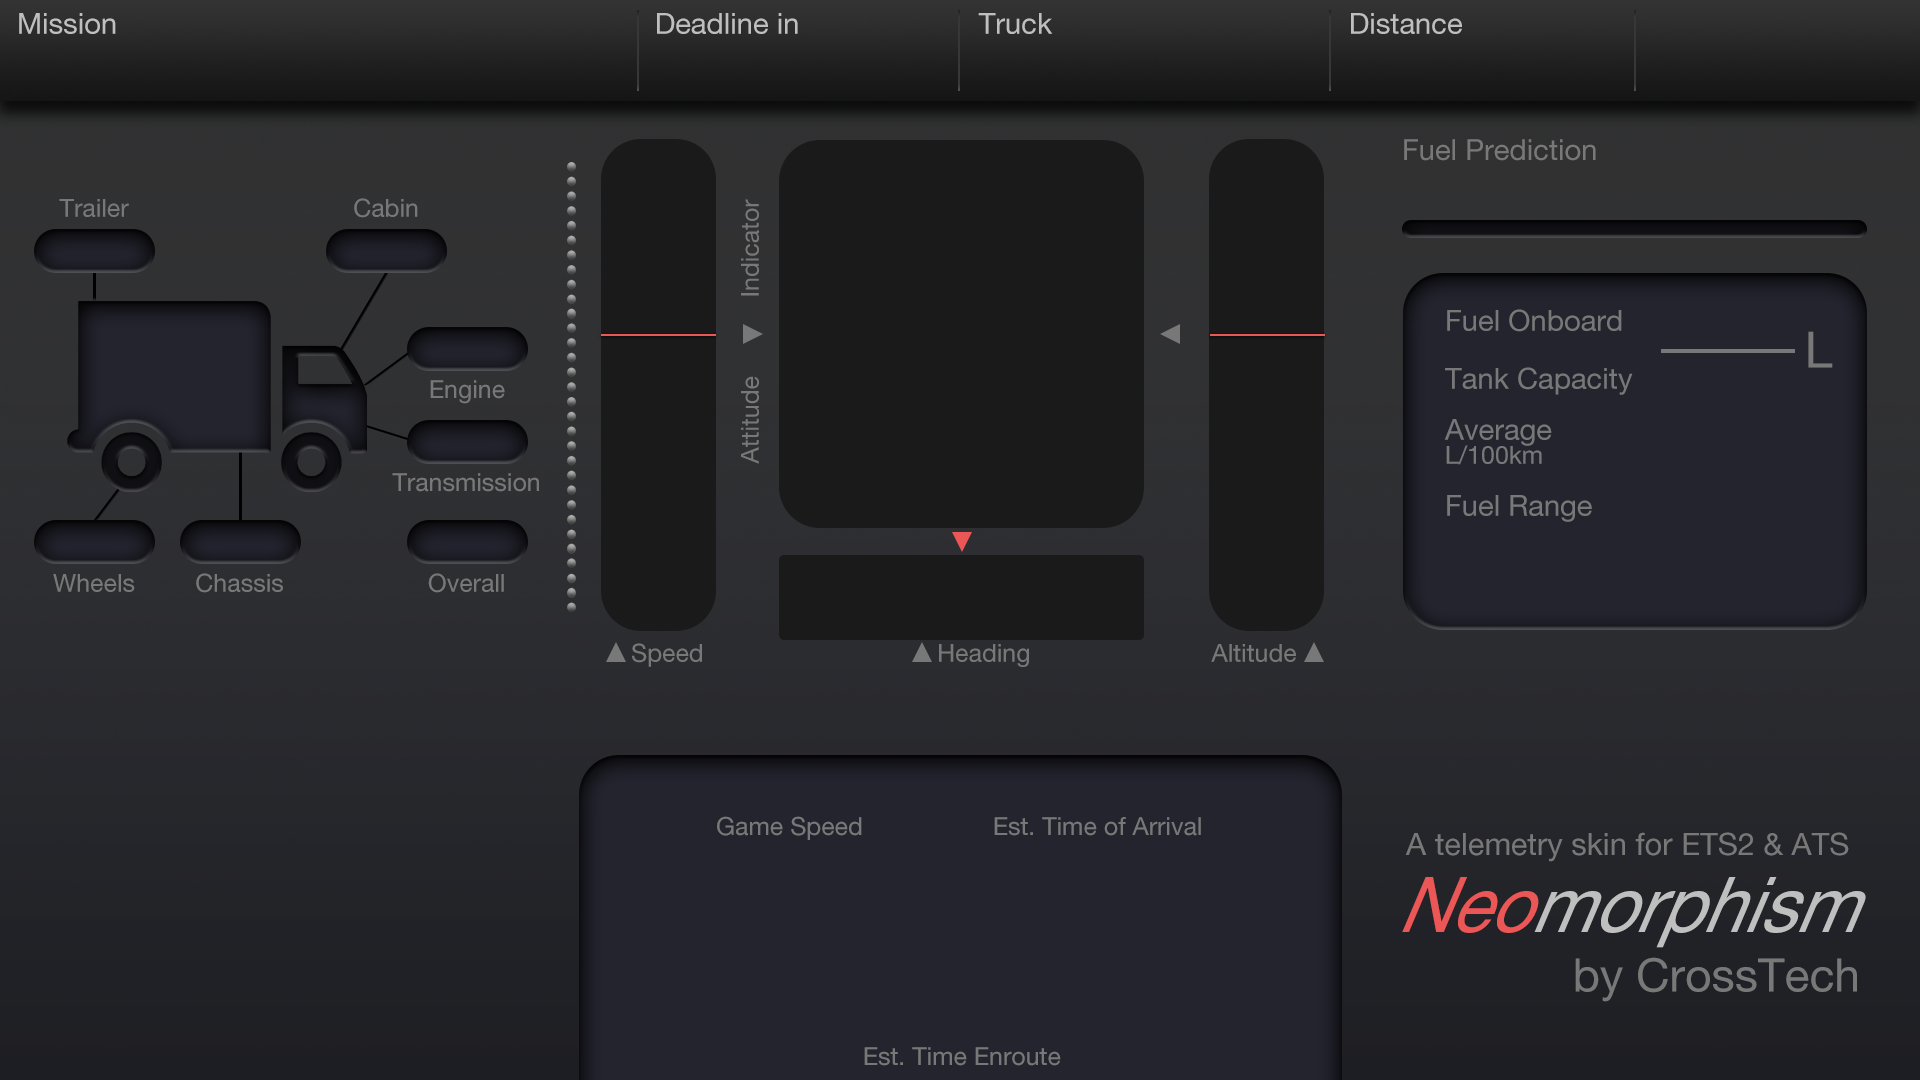 Mission
Deadline in
Truck
Distance
Trailer
Cabin
Engine
Transmission
Wheels
Chassis
Overall
Indicator
Attitude
Speed
Heading
Altitude
Fuel Prediction
Fuel Onboard
L
Tank Capacity
Average
L/100km
Fuel Range
Game Speed
Est. Time of Arrival
Est. Time Enroute
A telemetry skin for ETS2 & ATS
Neomorphism
by CrossTech